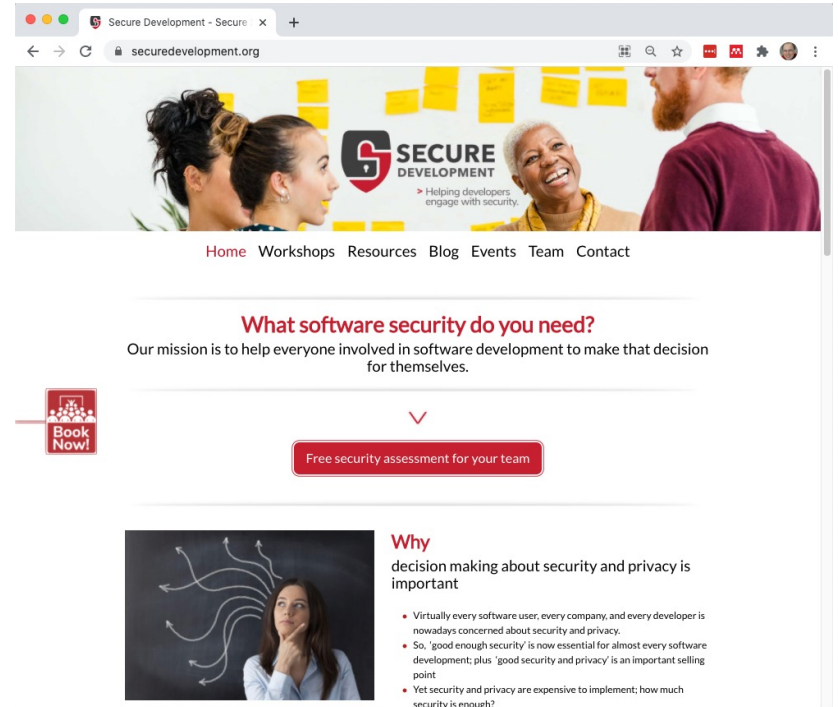 Secure Development - Secure
securedevelopment.org
SECURE
DEVELOPMENT
> Helping developers
engage with security.
Home Workshops Resources Blog Events Team Contact
What software security do you need?
Our mission is to help everyone involved in software development to make that decision
for themselves.
Book
Now!
Free security assessment for your team
Why
decision making about security and privacy is
important
• Virtually every software user, every company, and every developer is
nowadays concerned about security and privacy.
• So, 'good enough security' is now essential for almost every software
development; plus 'good security and privacy' is an important selling
point
• Yet security and privacy are expensive to implement; how much
security is enough?